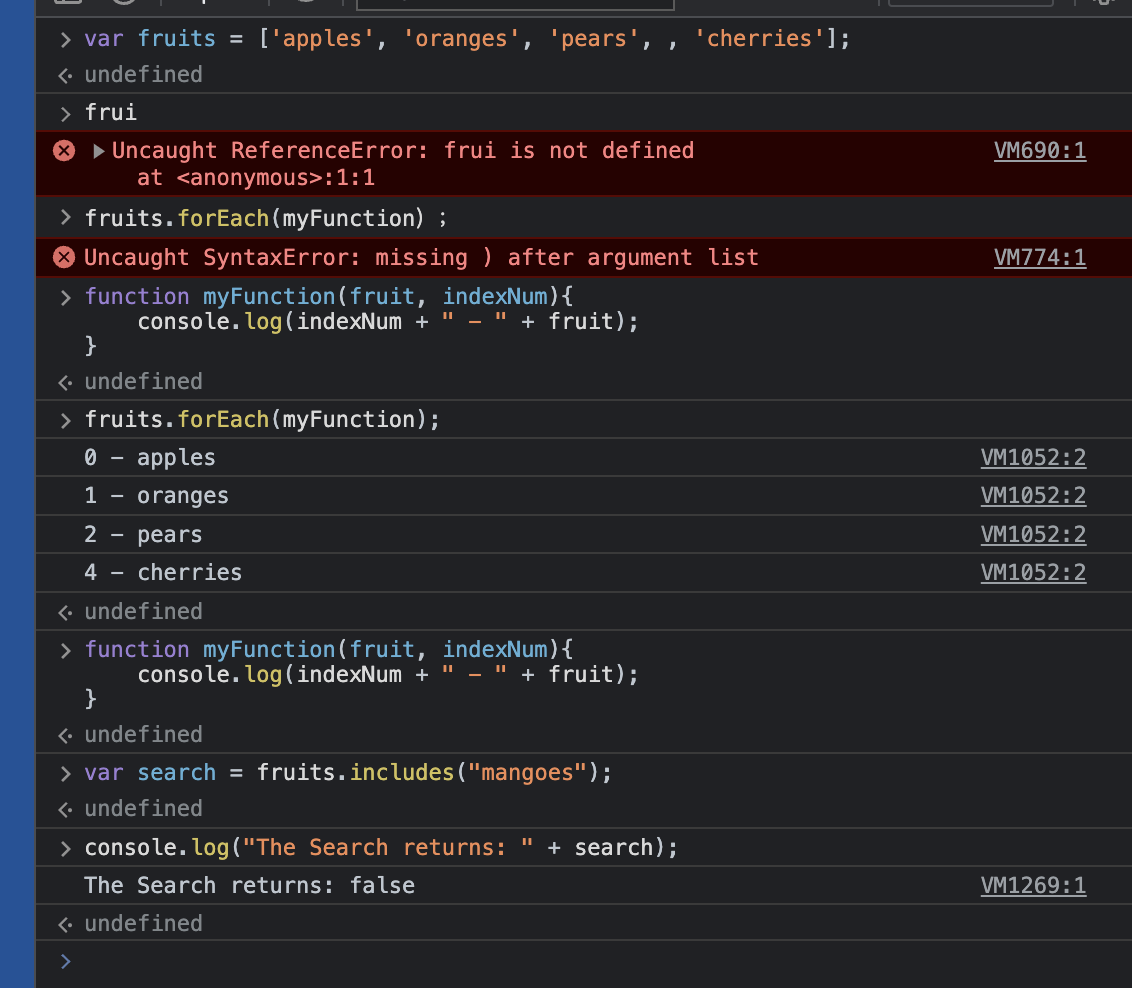 var fruits = ['apples', 'oranges', 'pears', , 'cherries'];
undefined
frui
Uncaught ReferenceError: frui is not defined VM690:1
at <anonymous>:1:1
fruits.forEach(myFunction) ;
Uncaught SyntaxError: missing ) after argument list VM774:1
function myFunction(fruit, indexNum){
console.log(indexNum + " – " + fruit);
}
undefined
fruits.forEach(myFunction);
0 – apples VM1052:2
1 – oranges VM1052:2
2 – pears VM1052:2
4 – cherries VM1052:2
undefined
function myFunction(fruit, indexNum){
console.log(indexNum + " – " + fruit);
}
undefined
var search = fruits.includes("mangoes");
undefined
console.log("The Search returns: " + search);
The Search returns: false VM1269:1
undefined